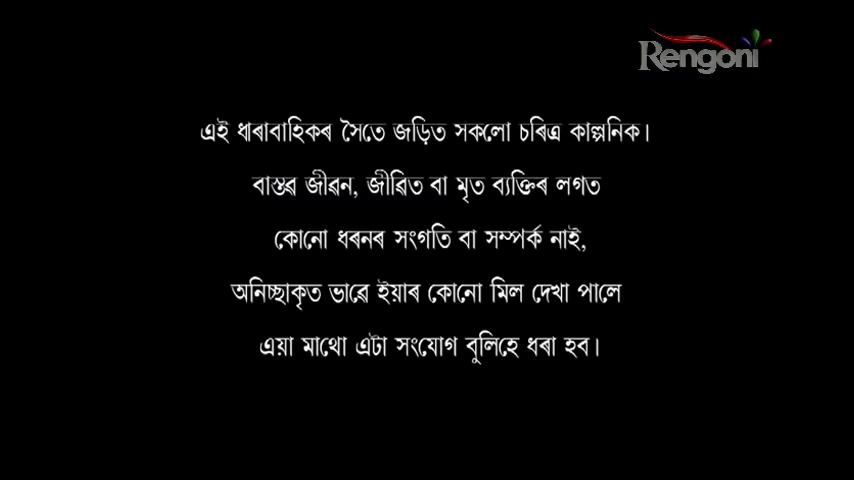 Rengoni
এই ধাৰাবাহিকৰ সৈতে জড়িত সকলো চৰিত্ৰ কাল্পনিক।
বাস্তৱ জীৱন, জীৱিত বা মৃত ব্যক্তিৰ লগত
কোনো ধৰনৰ সংগতি বা সম্পৰ্ক নাই,
অনিচ্ছাকৃত ভাৱে ইয়াৰ কোনো মিল দেখা পালে
এয়া মাথো এটা সংযোগ বুলিহে ধৰা হব।